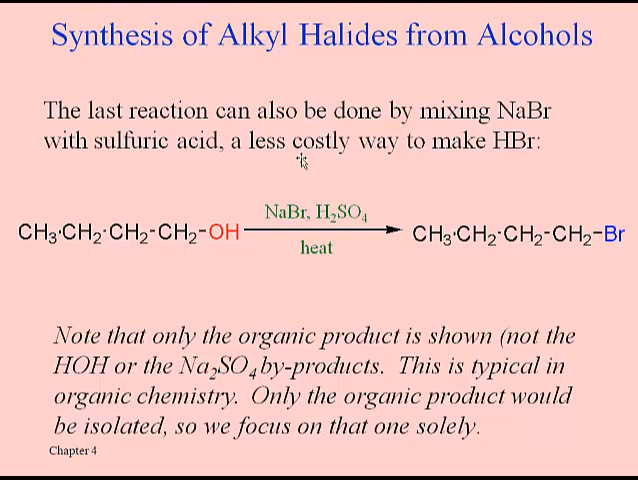 Synthesis of Alkyl Halides from Alcohols
The last reaction can also be done by mixing NaBr
with sulfuric acid, a less costly way to make HBr:
NaBr, H₂SO₄
CH₃-CH₂-CH₂-CH₂-OH
heat
CH₃-CH₂-CH₂-CH₂-Br
Note that only the organic product is shown (not the
HOH or the Na₂SO₄ by-products. This is typical in
organic chemistry. Only the organic product would
be isolated, so we focus on that one solely.
Chapter 4